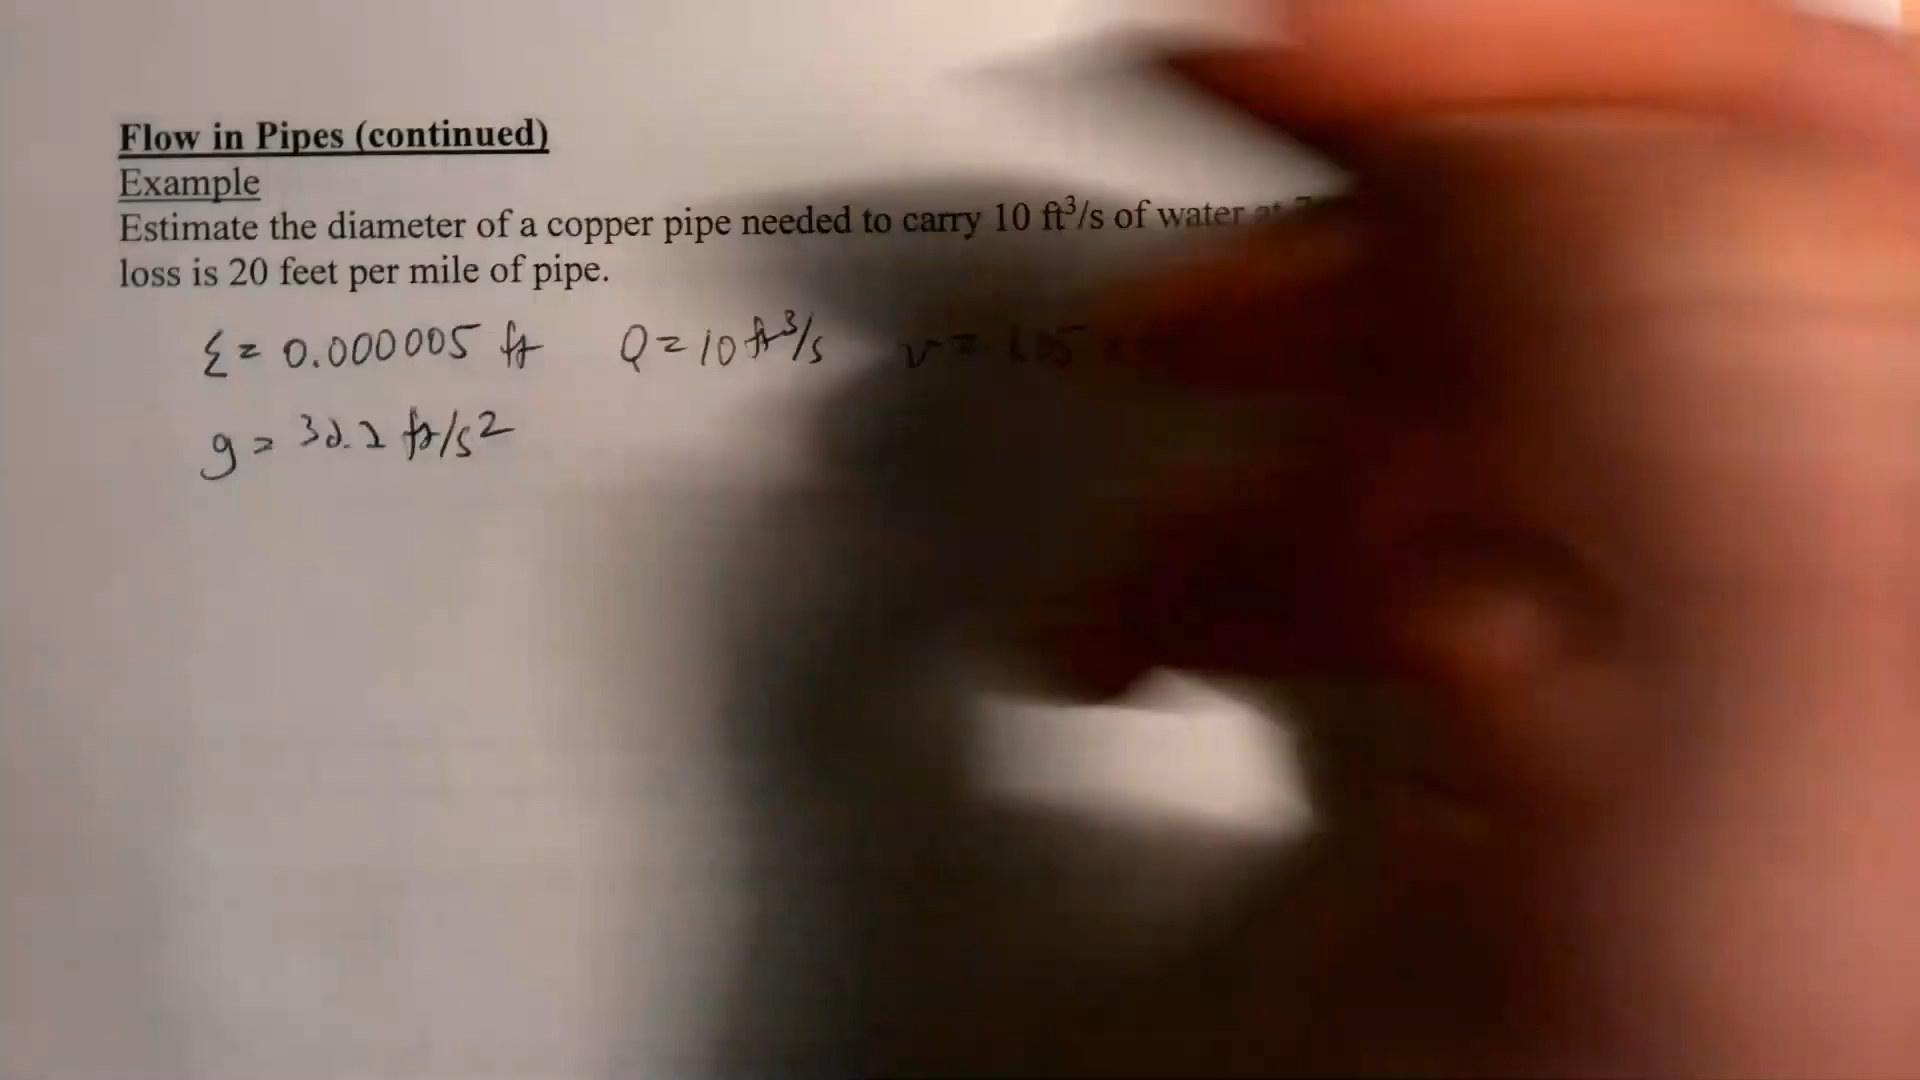 Flow in Pipes (continued)
Example
Estimate the diameter of a copper pipe needed to carry 10 ft³/s of water at
loss is 20 feet per mile of pipe.
ε = 0.000005 ft Q = 10 ft³/s ν =
g = 32.2 ft/s²